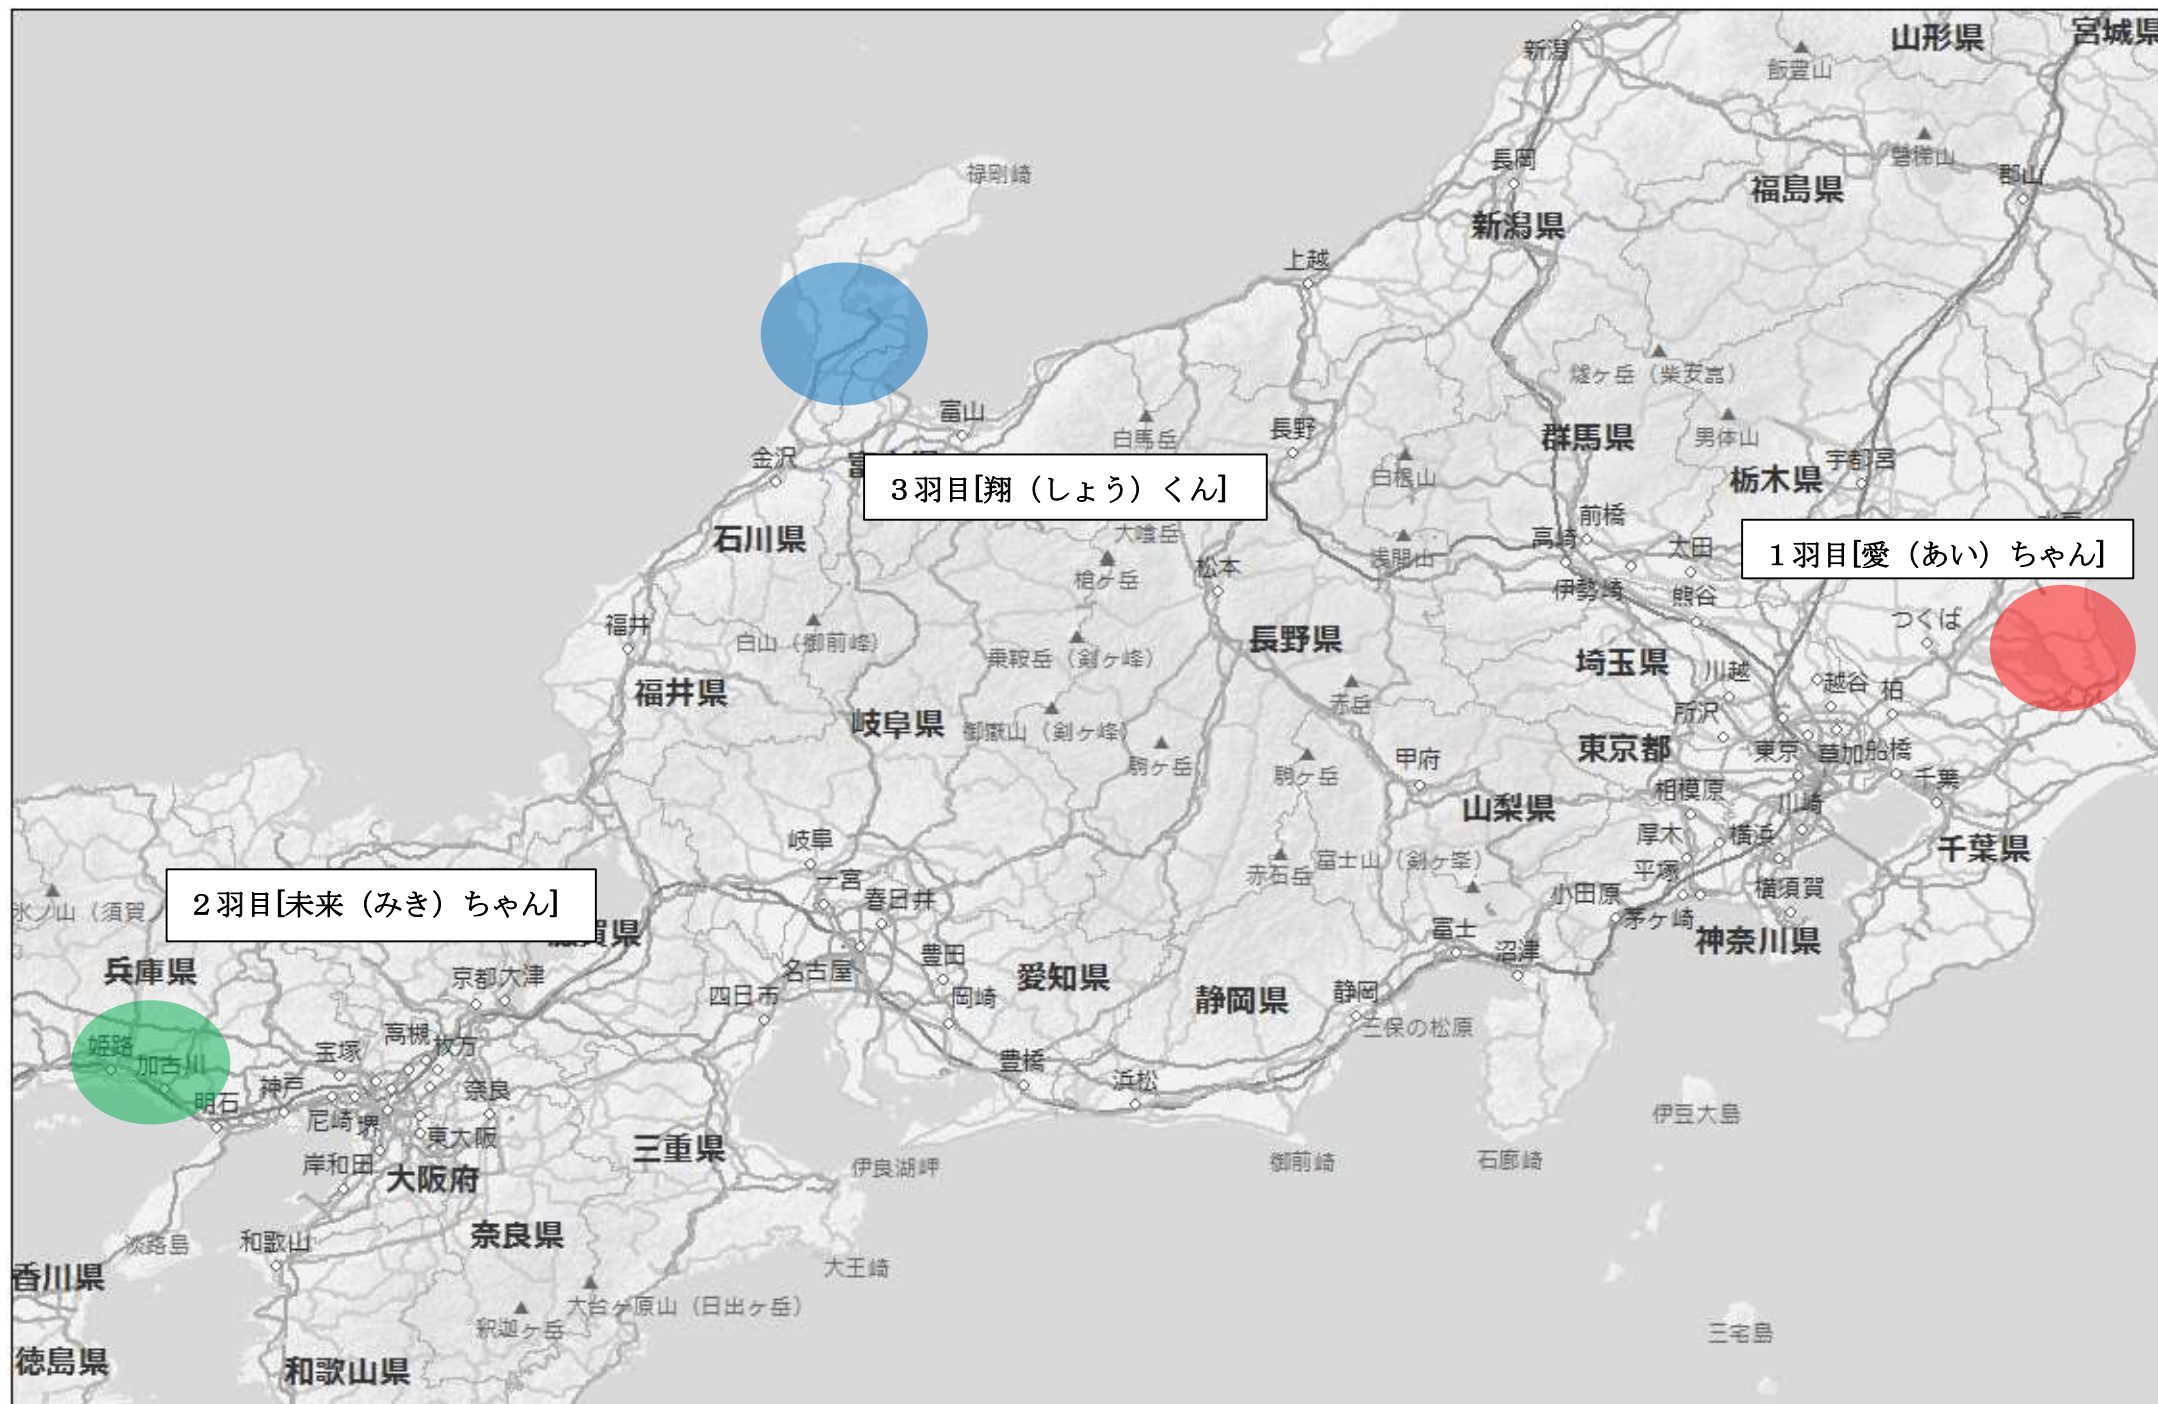 山形県
宮城県
新潟
飯豊山
磐梯山
郡山
長岡
福島県
新潟県
禄剛崎
上越
燧ヶ岳（柴安嵓）
富山
白馬岳
長野
白根山
群馬県
男体山
宇都宮
栃木県
金沢
3羽目[翔（しょう）くん]
石川県
大喰岳
槍ヶ岳
松本
浅間山
高崎
前橋
太田
1羽目[愛（あい）ちゃん]
伊勢崎
熊谷
つくば
福井
白山（御前峰）
乗鞍岳（剣ヶ峰）
長野県
埼玉県
川越
越谷
柏
福井県
岐阜県
御嶽山（剣ヶ峰）
赤岳
所沢
駒ヶ岳
駒ヶ岳
甲府
東京都
東京
草加
船橋
千葉
山梨県
相模原
川崎
岐阜
厚木
横浜
千葉県
一宮
春日井
赤石岳
富士山（剣ヶ峯）
平塚
小田原
茅ヶ崎
横須賀
氷ノ山（須賀
2羽目[未来（みき）ちゃん]
滋賀県
富士
沼津
神奈川県
兵庫県
京都
大津
四日市
名古屋
豊田
岡崎
愛知県
静岡県
静岡
三保の松原
姫路
加古川
明石
神戸
宝塚
高槻
枚方
奈良
豊橋
浜松
尼崎
堺
東大阪
岸和田
大阪府
三重県
伊良湖岬
御前崎
石廊崎
伊豆大島
淡路島
和歌山
奈良県
大王崎
香川県
大台ヶ原山（日出ヶ岳）
釈迦ヶ岳
三宅島
徳島県
和歌山県